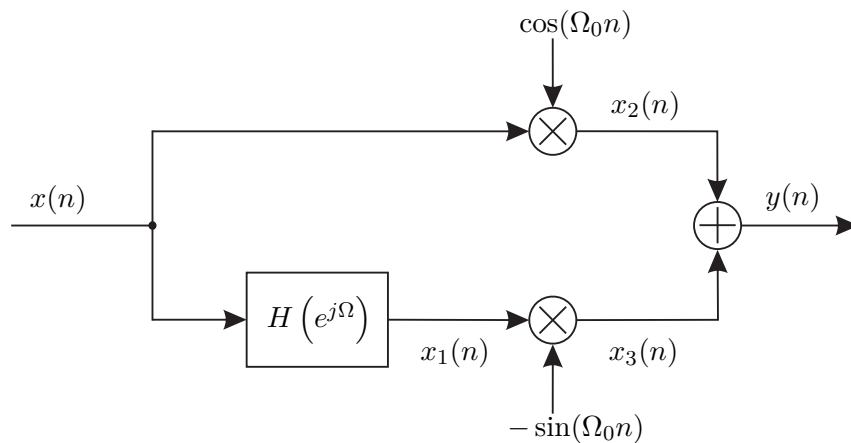 cos(Ω₀n)
x₂(n)
x(n)
y(n)
H(e^{jΩ})
x₁(n)
x₃(n)
− sin(Ω₀n)